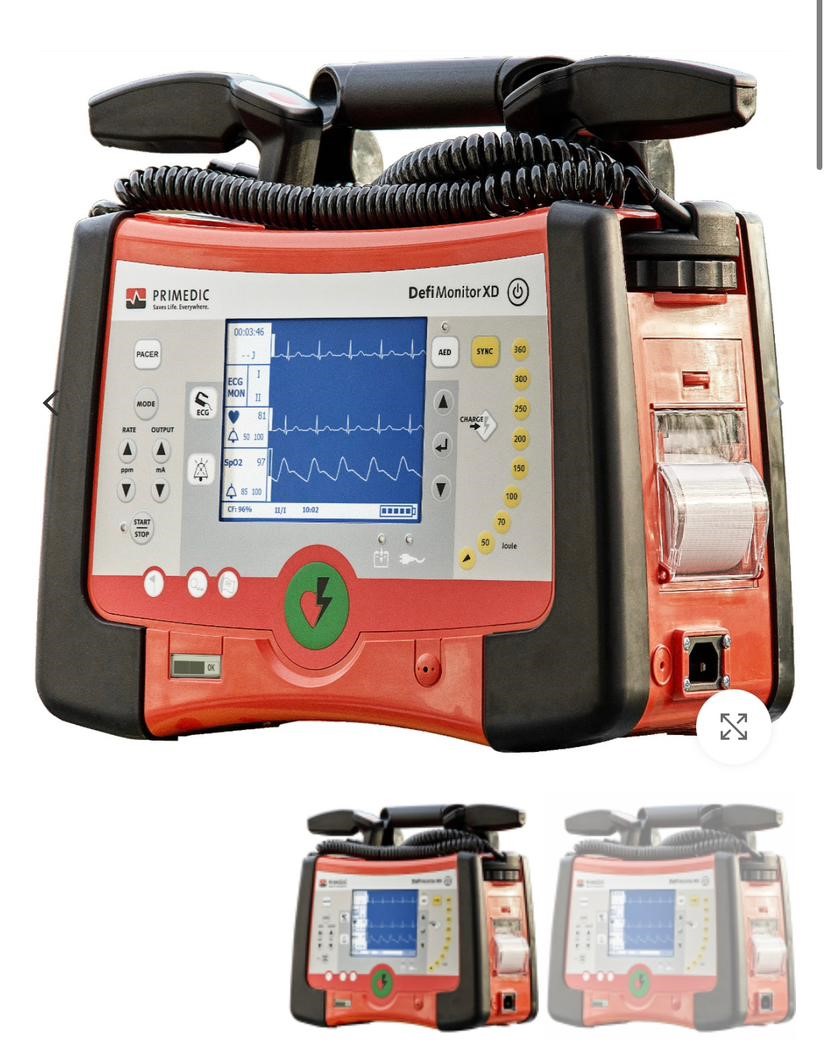 PRIMEDIC
Saves Life. Everywhere.
DefiMonitor XD
PACER
MODE
RATE OUTPUT
ppm mA
START
STOP
ECG
00:03:46
-- J
ECG
MON
I
II
81
50 100
SpO2 97
85 100
CF: 96% II/I 10:02
AED
SYNC
CHARGE
360
300
250
200
150
100
70
50
Joule
OK